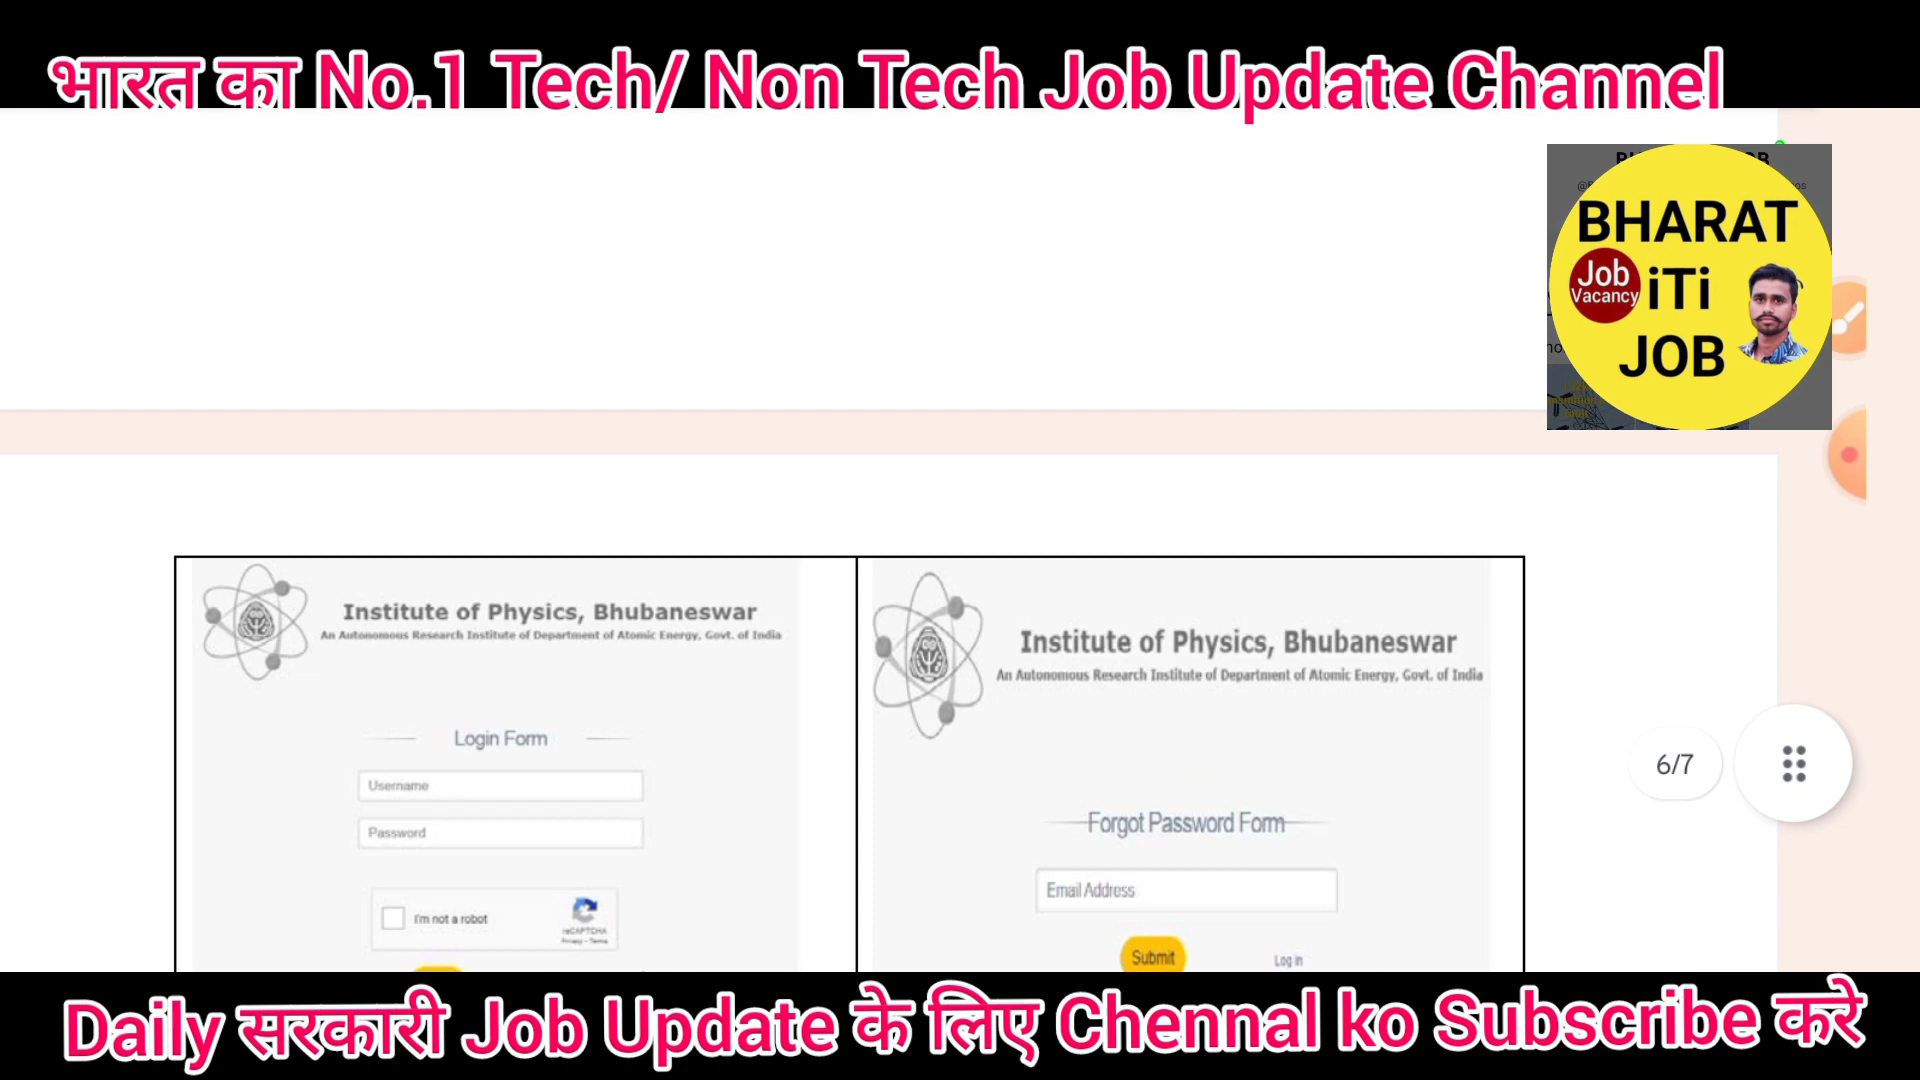 भारत का No.1 Tech/ Non Tech Job Update Channel
BHARAT
Job
Vacancy
iTi
JOB
Institute of Physics, Bhubaneswar
An Autonomous Research Institute of Department of Atomic Energy, Govt. of India
Login Form
Username
Password
I'm not a robot
reCAPTCHA
Privacy - Terms
Institute of Physics, Bhubaneswar
An Autonomous Research Institute of Department of Atomic Energy, Govt. of India
Forgot Password Form
Email Address
Submit
Log in
6/7
Daily सरकारी Job Update के लिए Chennal ko Subscribe करे